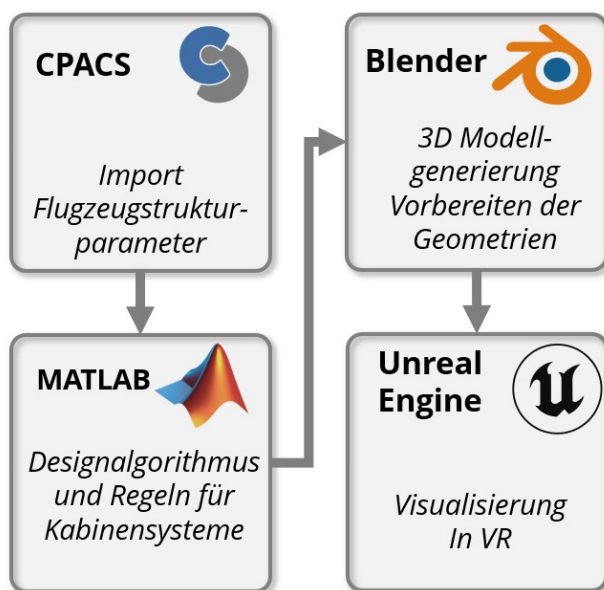 CPACS
Import
Flugzeugstruktur-
parameter
MATLAB
Designalgorithmus
und Regeln für
Kabinensysteme
Blender
3D Modell-
generierung
Vorbereiten der
Geometrien
Unreal
Engine
Visualisierung
In VR